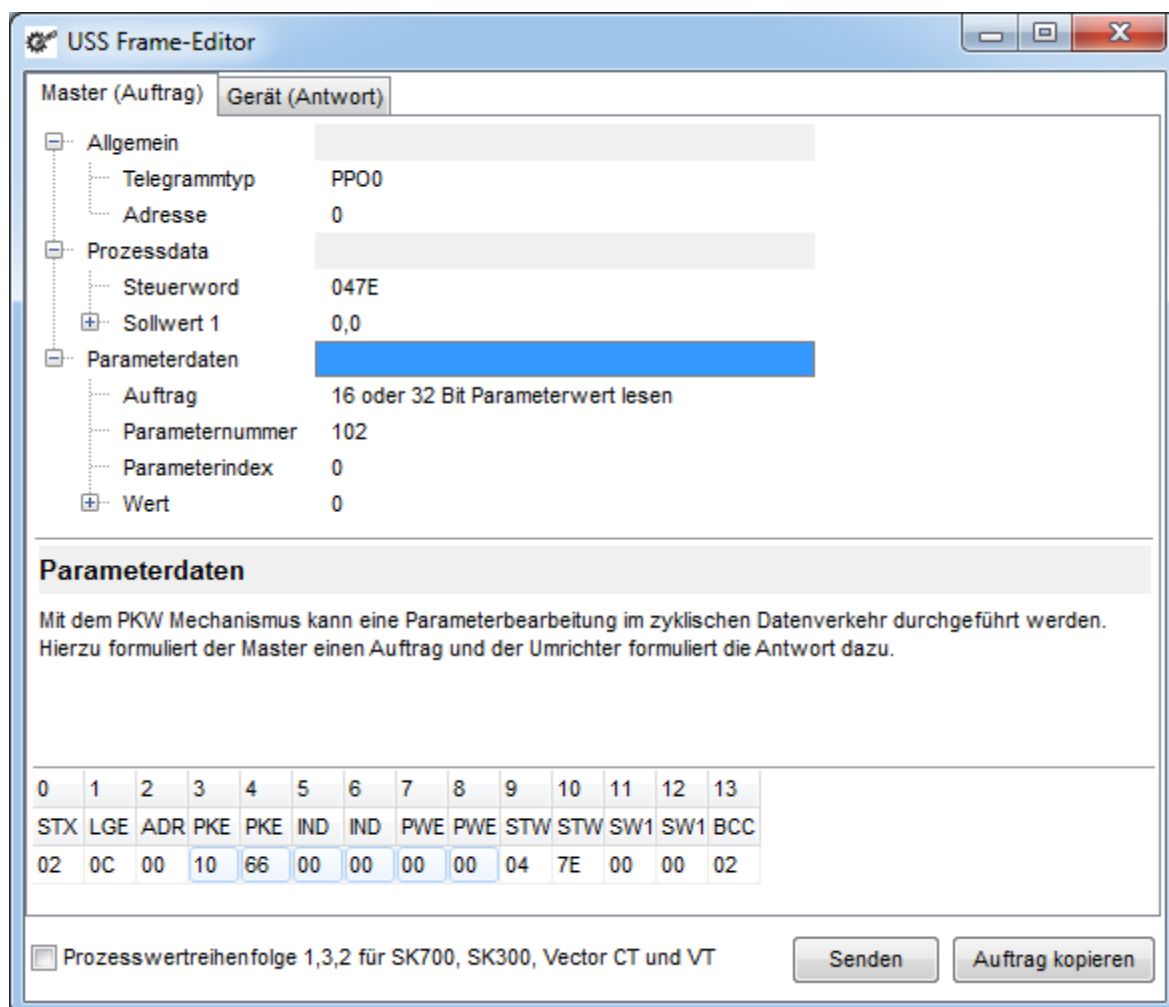 USS Frame-Editor
Master (Auftrag) Gerät (Antwort)
Allgemein
Telegrammtyp PPO0
Adresse 0
Prozessdata
Steuerword 047E
Sollwert 1 0,0
Parameterdaten
Auftrag 16 oder 32 Bit Parameterwert lesen
Parameternummer 102
Parameterindex 0
Wert 0
Parameterdaten
Mit dem PKW Mechanismus kann eine Parameterbearbeitung im zyklischen Datenverkehr durchgeführt werden.
Hierzu formuliert der Master einen Auftrag und der Umrichter formuliert die Antwort dazu.
0 1 2 3 4 5 6 7 8 9 10 11 12 13
STX LGE ADR PKE PKE IND IND PWE PWE STW STW SW1 SW1 BCC
02 0C 00 10 66 00 00 00 00 04 7E 00 00 02
Prozesswertreihenfolge 1,3,2 für SK700, SK300, Vector CT und VT Senden Auftrag kopieren